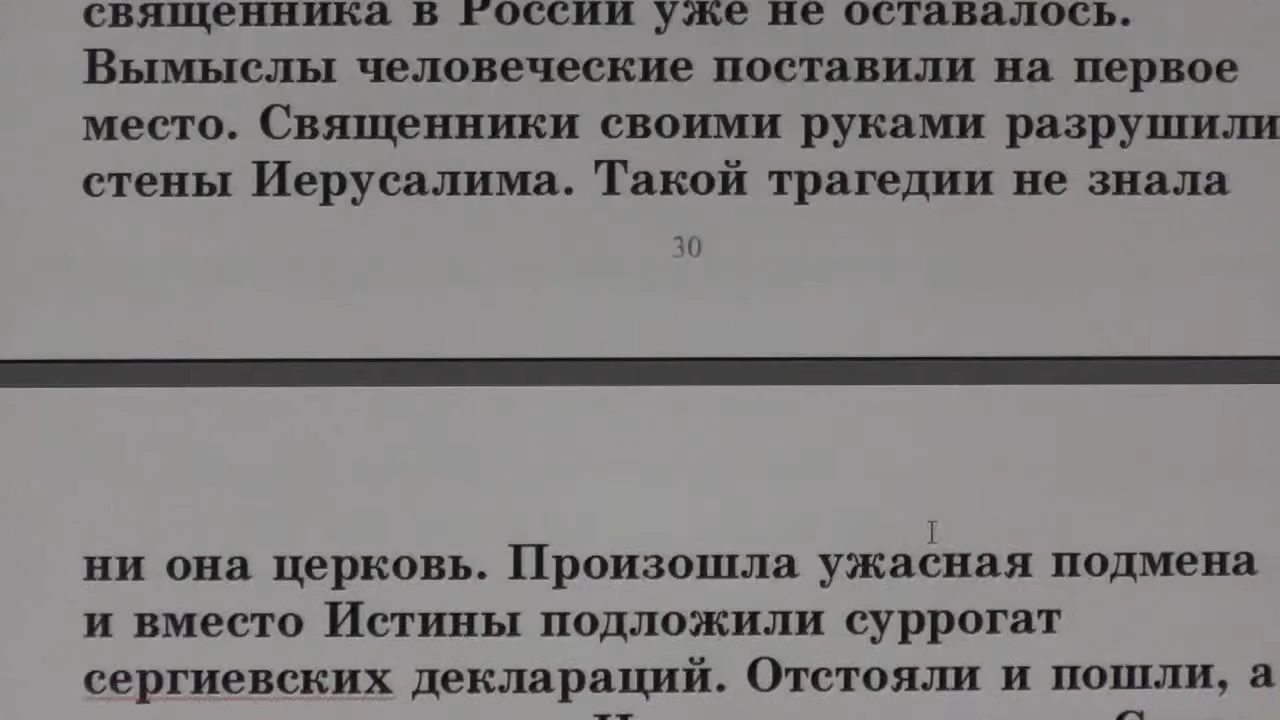 священника в России уже не оставалось.
Вымыслы человеческие поставили на первое
место. Священники своими руками разрушили
стены Иерусалима. Такой трагедии не знала
30
ни она церковь. Произошла ужасная подмена
и вместо Истины подложили суррогат
сергиевских деклараций. Отстояли и пошли, а